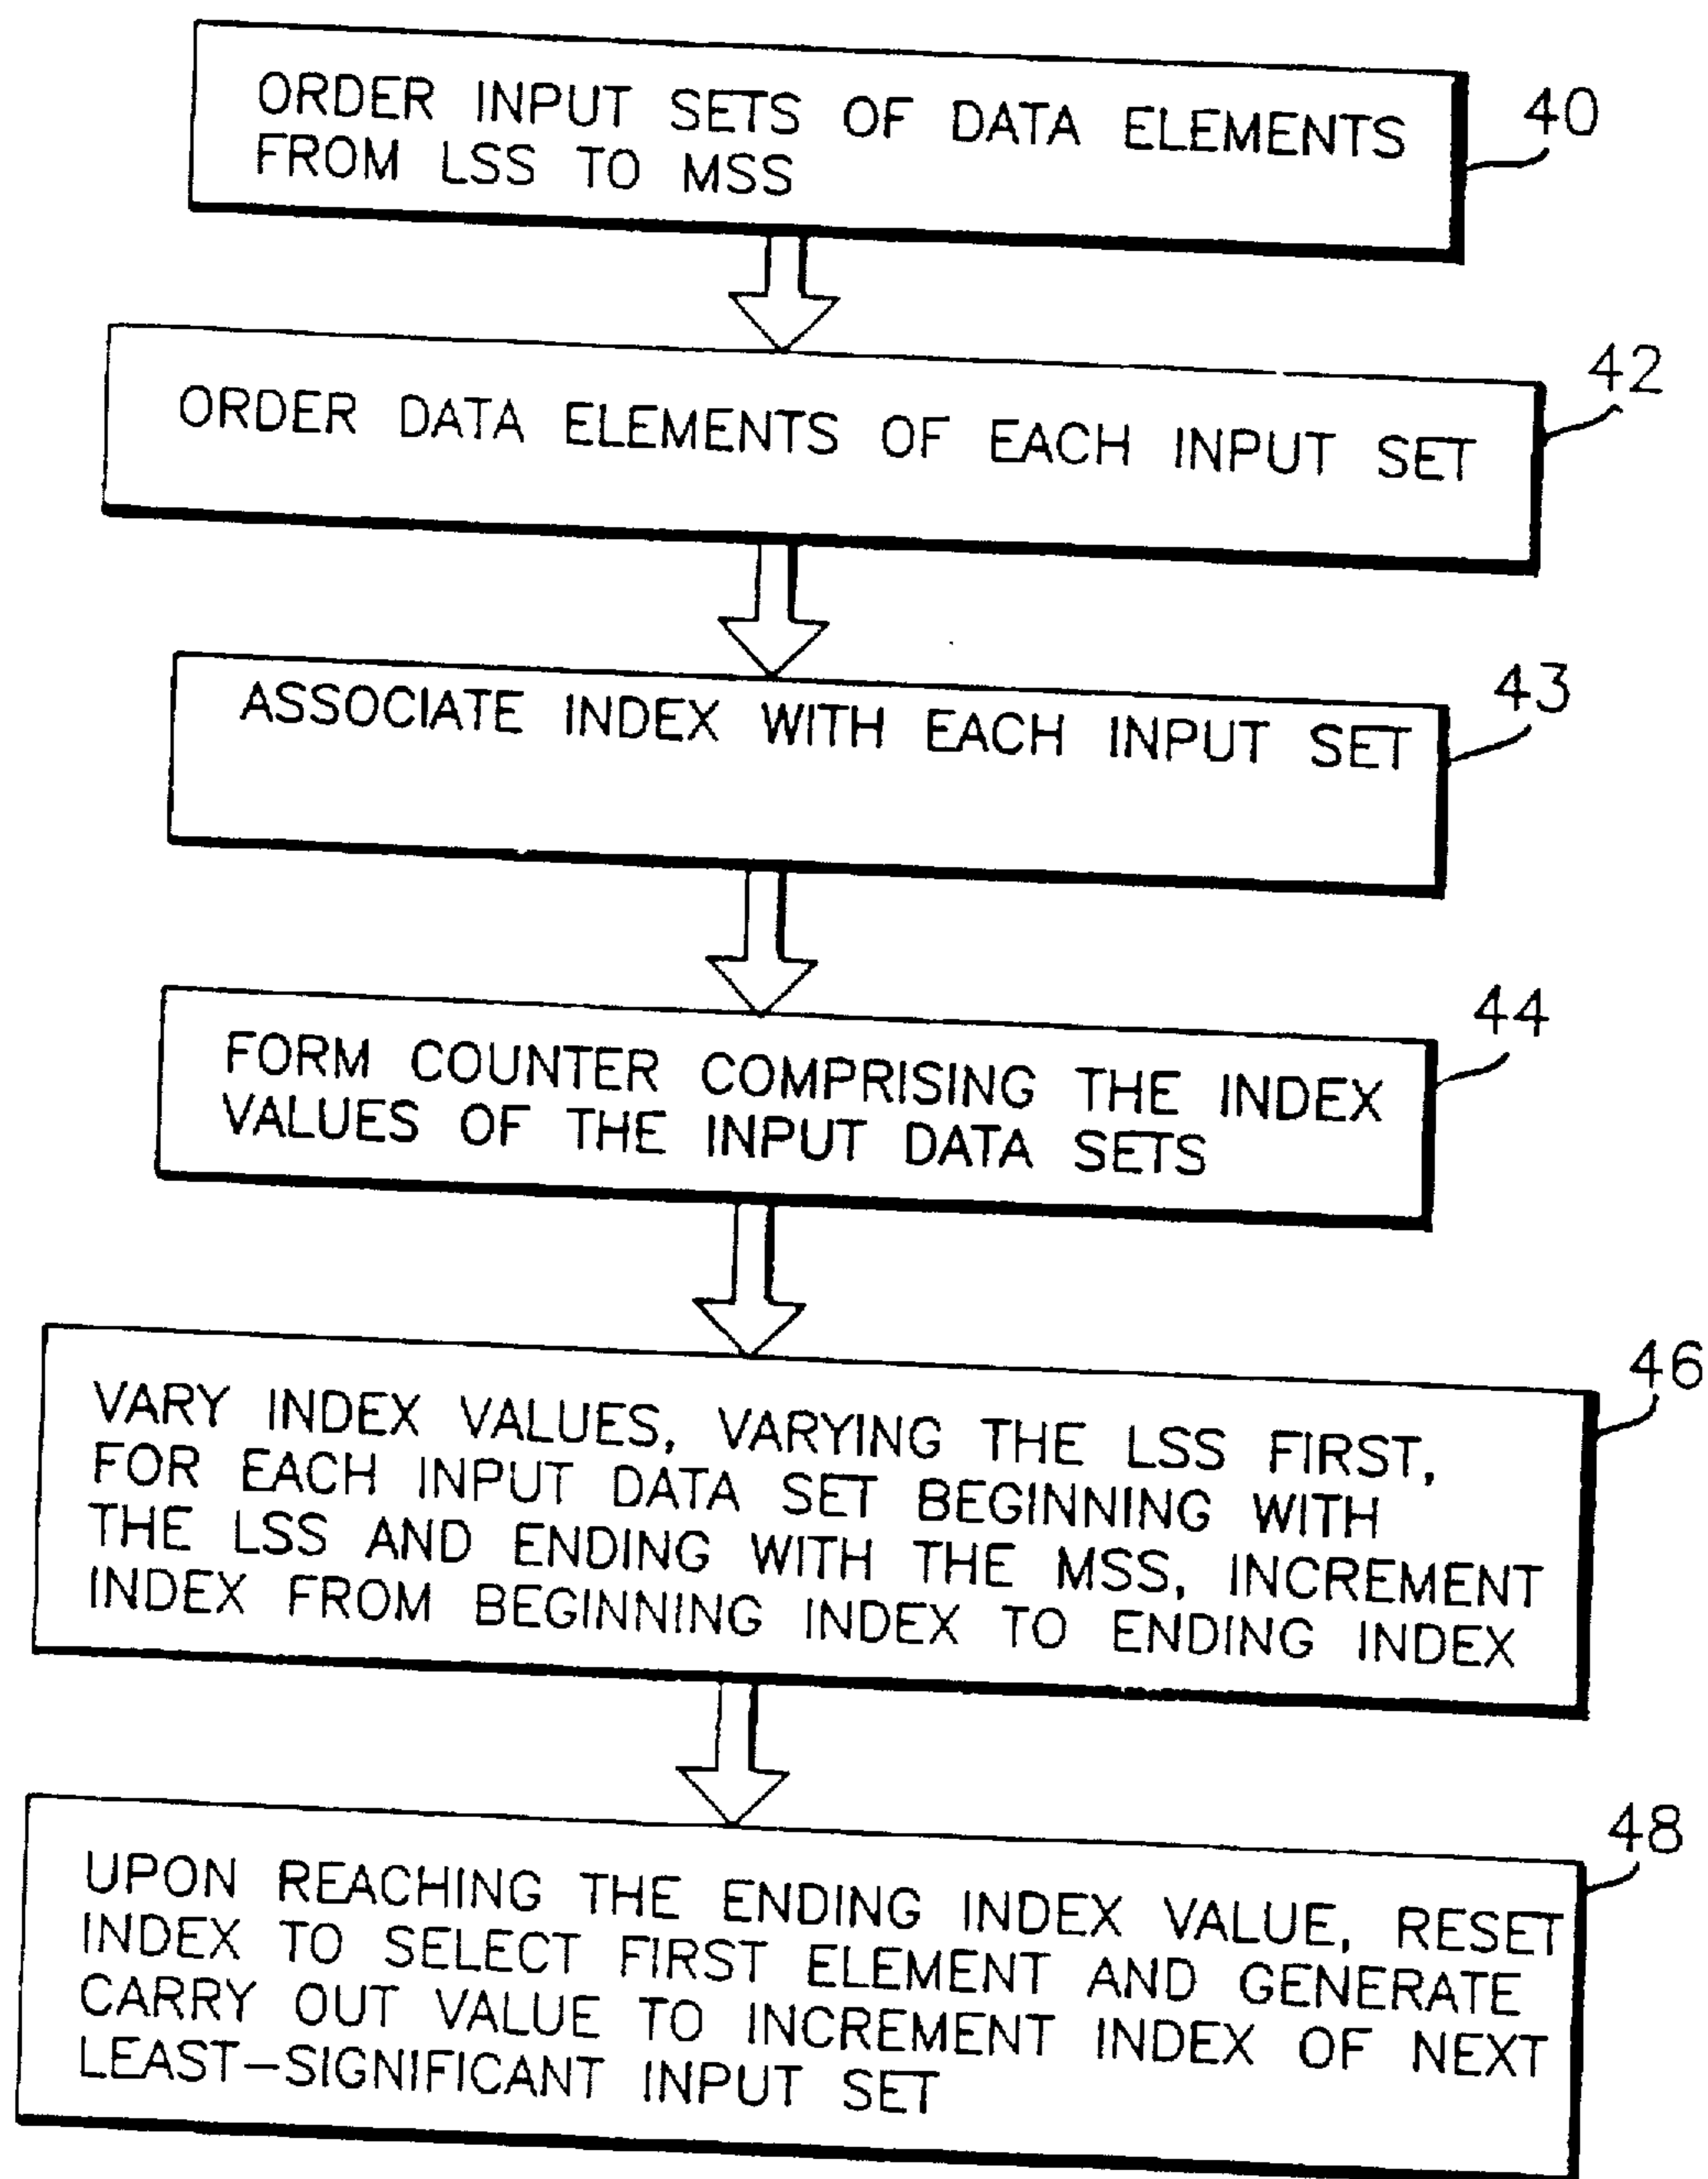 ORDER INPUT SETS OF DATA ELEMENTS
FROM LSS TO MSS
40
ORDER DATA ELEMENTS OF EACH INPUT SET
42
ASSOCIATE INDEX WITH EACH INPUT SET
43
FORM COUNTER COMPRISING THE INDEX
VALUES OF THE INPUT DATA SETS
44
VARY INDEX VALUES, VARYING THE LSS FIRST,
FOR EACH INPUT DATA SET BEGINNING WITH
THE LSS AND ENDING WITH THE MSS, INCREMENT
INDEX FROM BEGINNING INDEX TO ENDING INDEX
46
UPON REACHING THE ENDING INDEX VALUE, RESET
INDEX TO SELECT FIRST ELEMENT AND GENERATE
CARRY OUT VALUE TO INCREMENT INDEX OF NEXT
LEAST-SIGNIFICANT INPUT SET
48